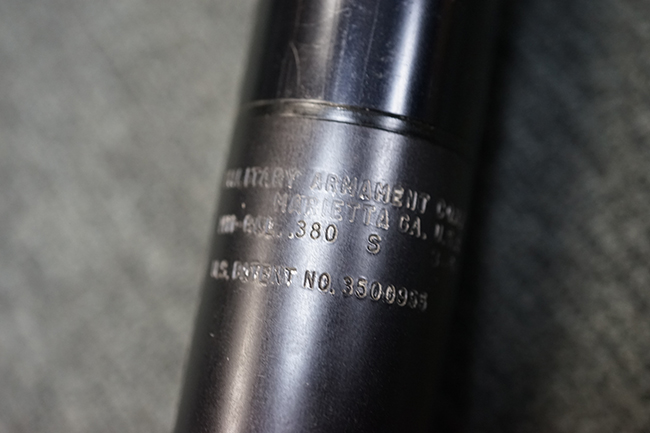 MILITARY ARMAMENT
MARIETTA GA.
.380 S
U.S. PATENT NO. 3500955